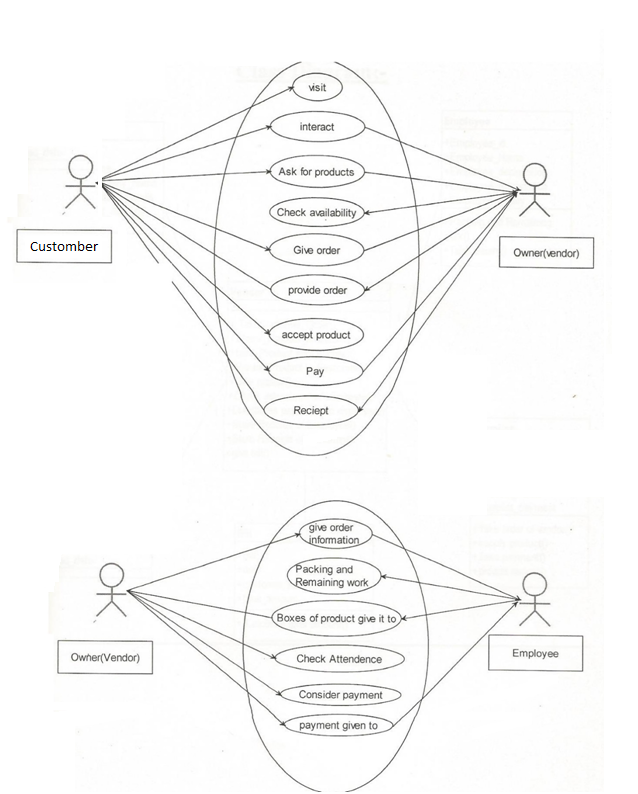 visit
interact
Ask for products
Check availability
Give order
provide order
accept product
Pay
Reciept
Customber
Owner(vendor)
give order
information
Packing and
Remaining work
Boxes of product give it to
Check Attendence
Consider payment
payment given to
Owner(Vendor)
Employee